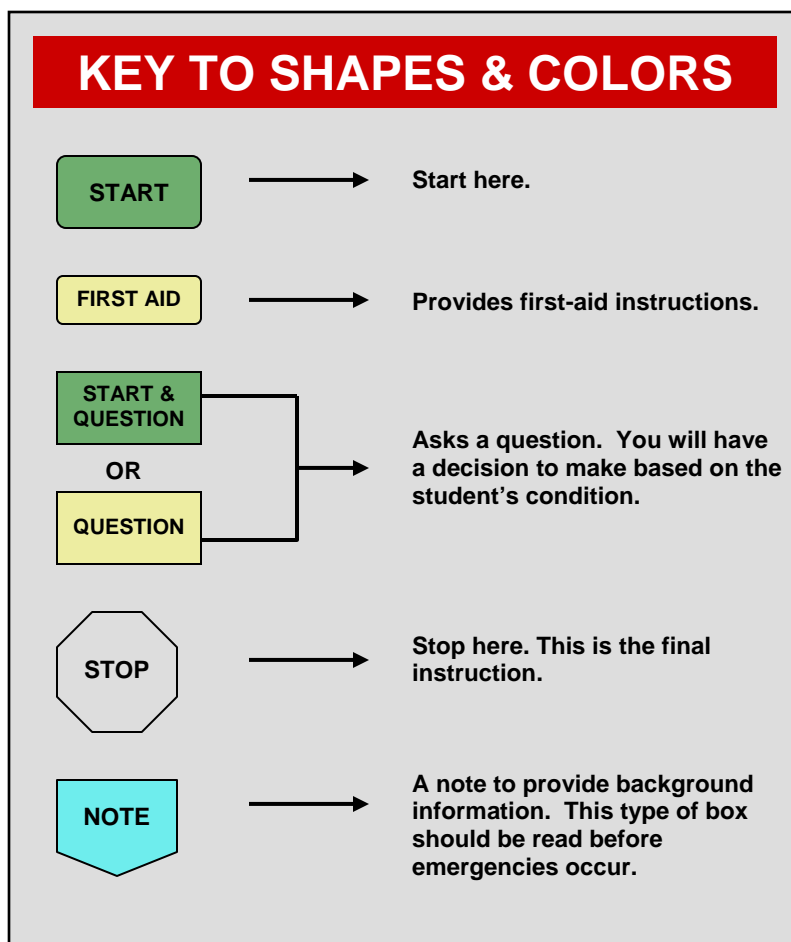 KEY TO SHAPES & COLORS
START
Start here.
FIRST AID
Provides first-aid instructions.
START &
QUESTION
OR
QUESTION
Asks a question.  You will have
a decision to make based on the
student’s condition.
STOP
Stop here. This is the final
instruction.
NOTE
A note to provide background
information.  This type of box
should be read before
emergencies occur.